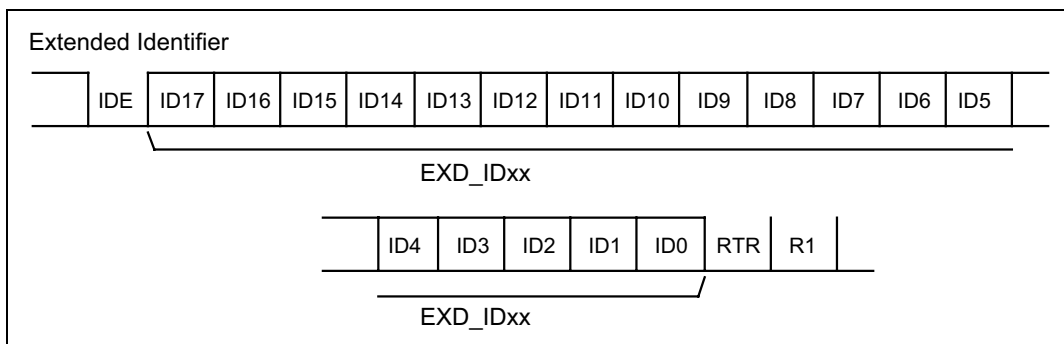 Extended Identifier
IDE ID17 ID16 ID15 ID14 ID13 ID12 ID11 ID10 ID9 ID8 ID7 ID6 ID5
EXD_IDxx
ID4 ID3 ID2 ID1 ID0 RTR R1
EXD_IDxx